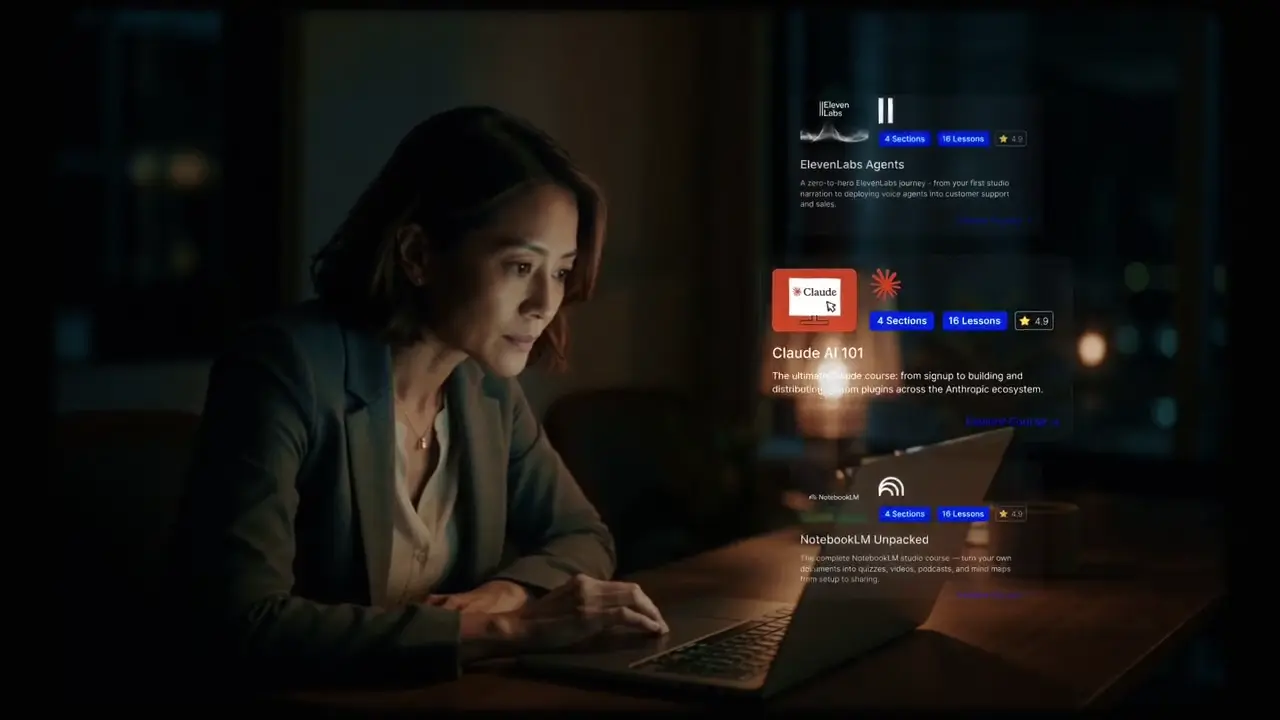 Eleven
Labs
4 Sections 16 Lessons 4.9
ElevenLabs Agents
A zero-to-hero ElevenLabs journey - from your first studio
narration to deploying voice agents into customer support
and sales.
Claude
4 Sections 16 Lessons 4.9
Claude AI 101
The ultimate Claude course: from signup to building and
distributing plugins across the Anthropic ecosystem.
NotebookLM
4 Sections 16 Lessons 4.9
NotebookLM Unpacked
The complete NotebookLM studio course — turn your own
documents into quizzes, videos, podcasts, and mind maps
from setup to sharing.